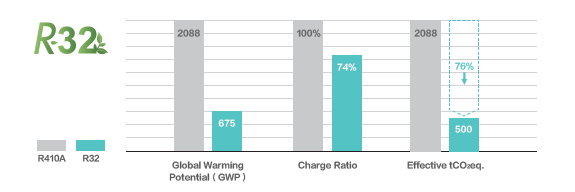 R-32
2088
100%
2088
74%
76%
675
500
R410A
R32
Global Warming
Potential ( GWP )
Charge Ratio
Effective tCO₂eq.